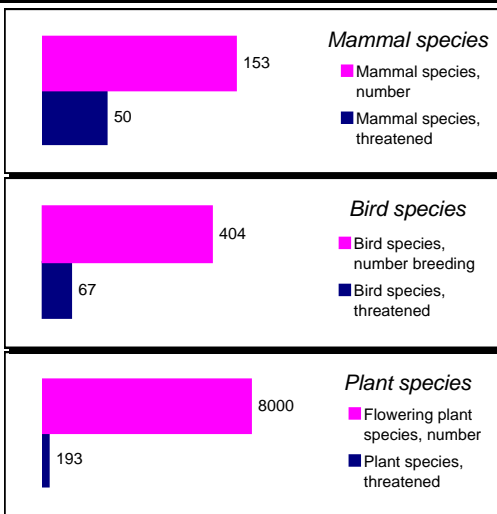 Mammal species
153
Mammal species,
number
50
Mammal species,
threatened
Bird species
404
Bird species,
number breeding
67
Bird species,
threatened
Plant species
8000
Flowering plant
species, number
193
Plant species,
threatened